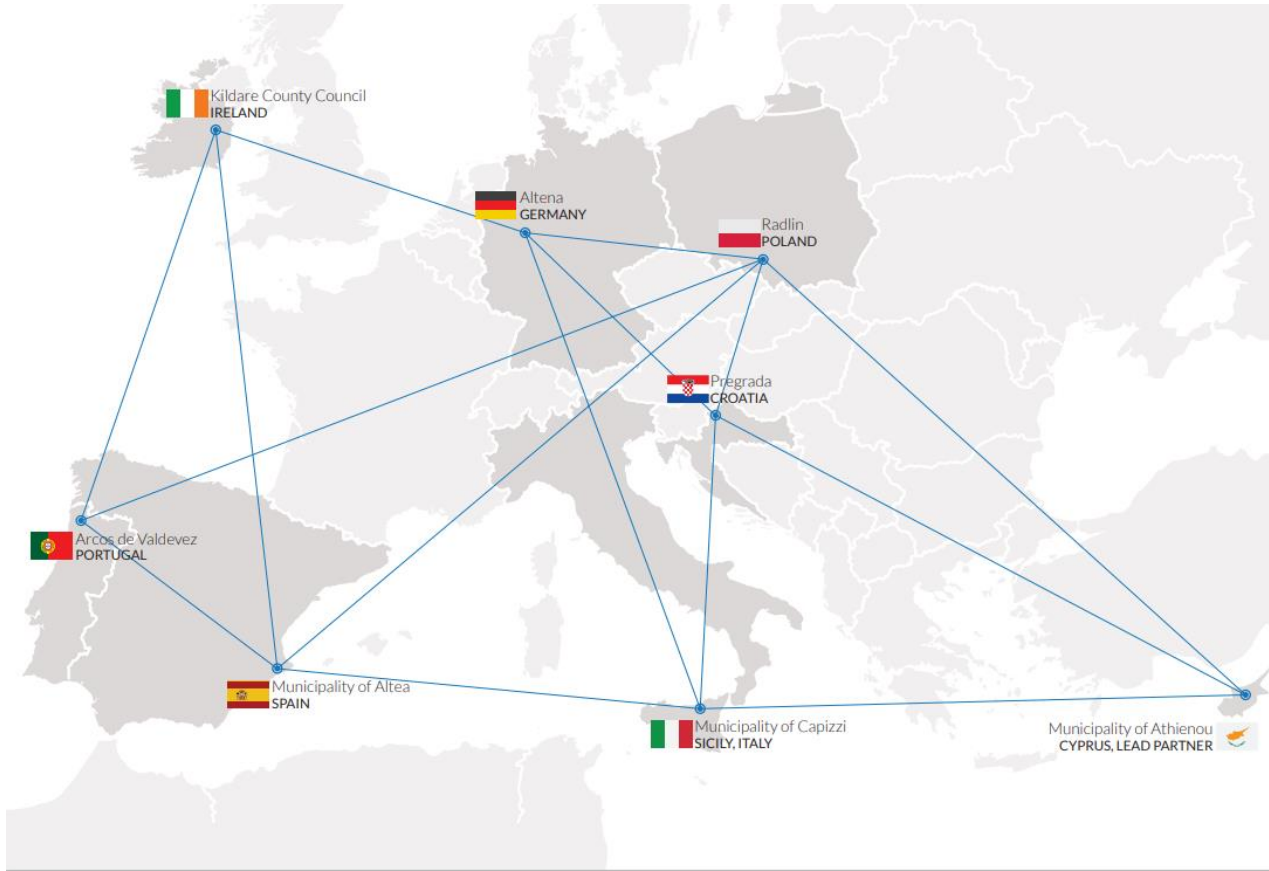 Kildare County Council
IRELAND
Altena
GERMANY
Radlin
POLAND
Pregrada
CROATIA
Arcos de Valdevez
PORTUGAL
Municipality of Altea
SPAIN
Municipality of Capizzi
SICILY, ITALY
Municipality of Athienou
CYPRUS, LEAD PARTNER